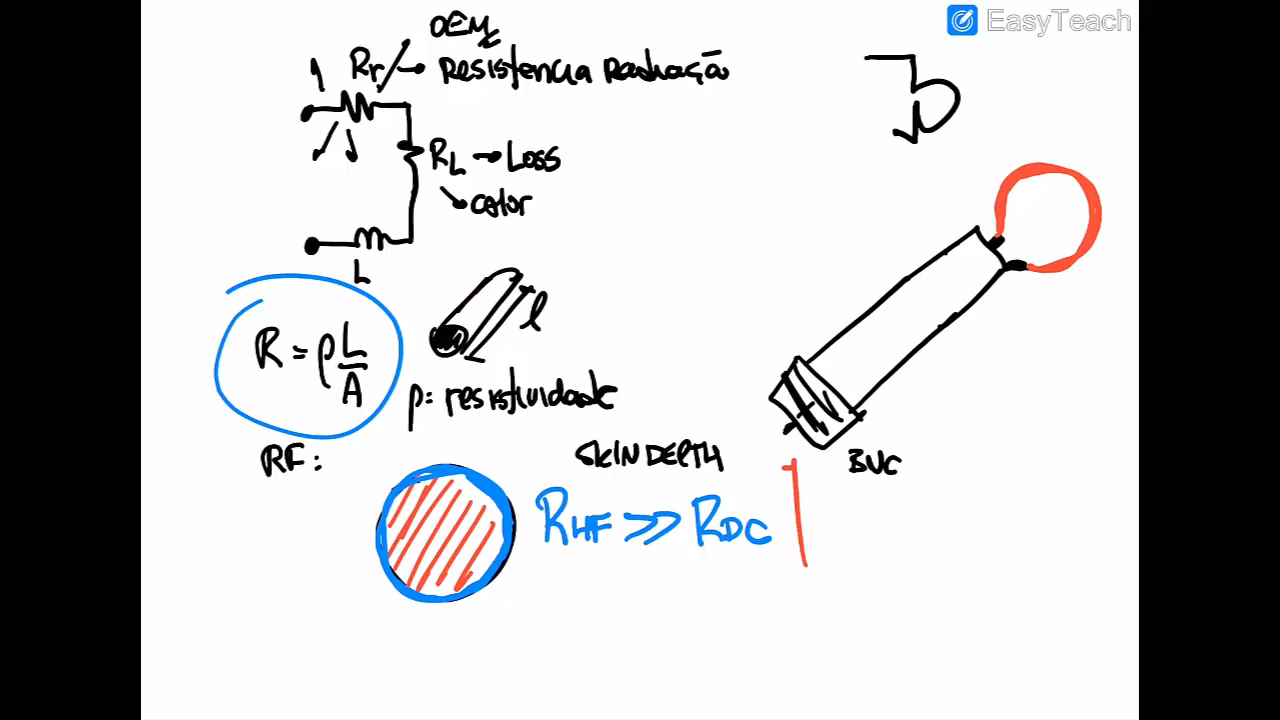 EasyTeach
OEM
Rr → Resistencia Radiação
RL → Loss
calor
L
l
R = ρ L/A
ρ = resistividade
RF:
SKIN DEPTH
BNC
RHF >> RDC